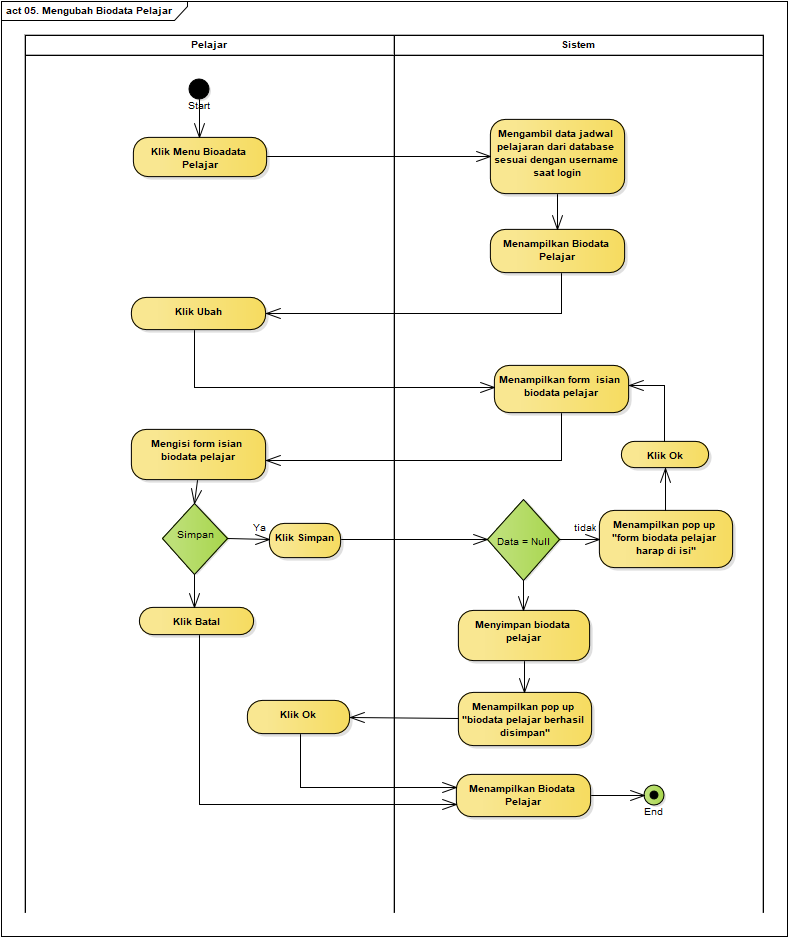 act 05. Mengubah Biodata Pelajar
Pelajar
Sistem
Start
Klik Menu Bioadata
Pelajar
Mengambil data jadwal
pelajaran dari database
sesuai dengan username
saat login
Menampilkan Biodata
Pelajar
Klik Ubah
Menampilkan form isian
biodata pelajar
Mengisi form isian
biodata pelajar
Klik Ok
Simpan
Ya
Klik Simpan
Data = Null
tidak
Menampilkan pop up
"form biodata pelajar
harap di isi"
Klik Batal
Menyimpan biodata
pelajar
Klik Ok
Menampilkan pop up
"biodata pelajar berhasil
disimpan"
Menampilkan Biodata
Pelajar
End